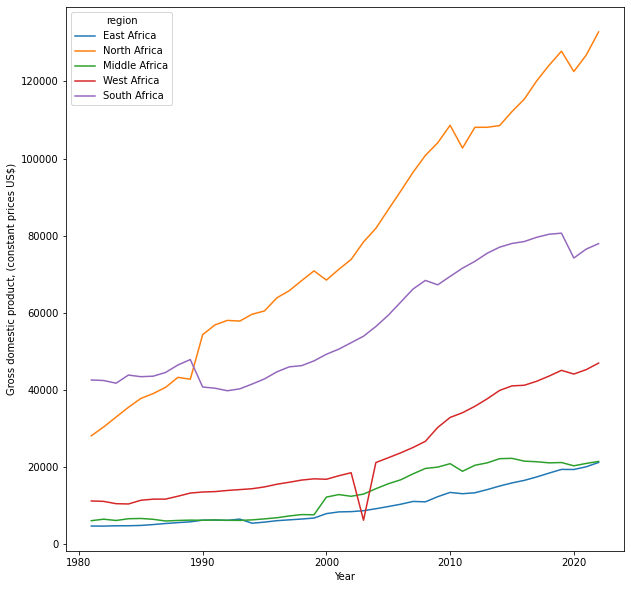 region
East Africa
North Africa
Middle Africa
West Africa
South Africa
Gross domestic product, (constant prices US$)
120000
100000
80000
60000
40000
20000
0
1980
1990
2000
2010
2020
Year